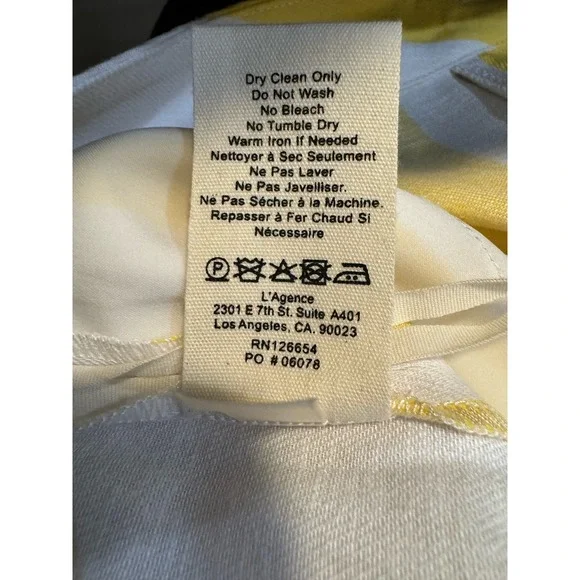 Dry Clean Only
Do Not Wash
No Bleach
No Tumble Dry
Warm Iron If Needed
Nettoyer à Sec Seulement
Ne Pas Laver
Ne Pas Javelliser.
Ne Pas Sécher à la Machine.
Repasser à Fer Chaud Si
Nécessaire
P
L'Agence
2301 E 7th St. Suite A401
Los Angeles, CA. 90023
RN126654
PO # 06078